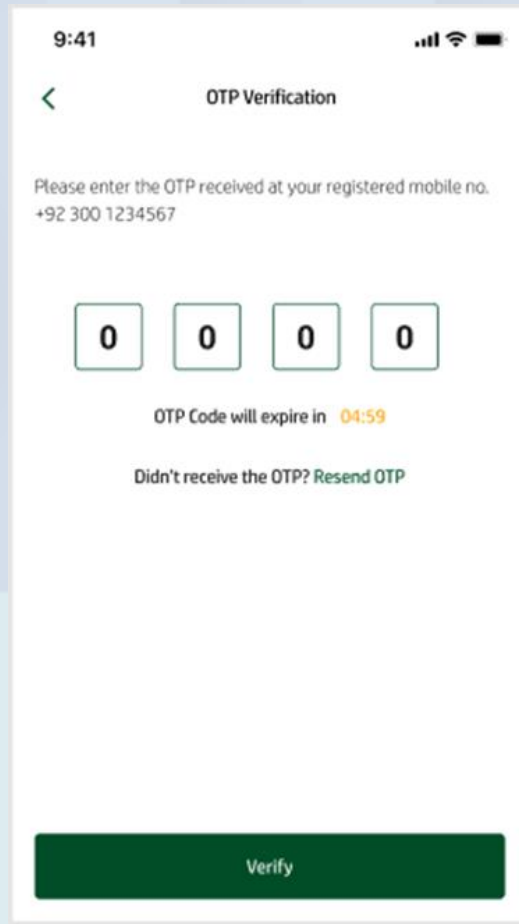 9:41
OTP Verification
Please enter the OTP received at your registered mobile no.
+92 300 1234567
0 0 0 0
OTP Code will expire in 04:59
Didn't receive the OTP? Resend OTP
Verify